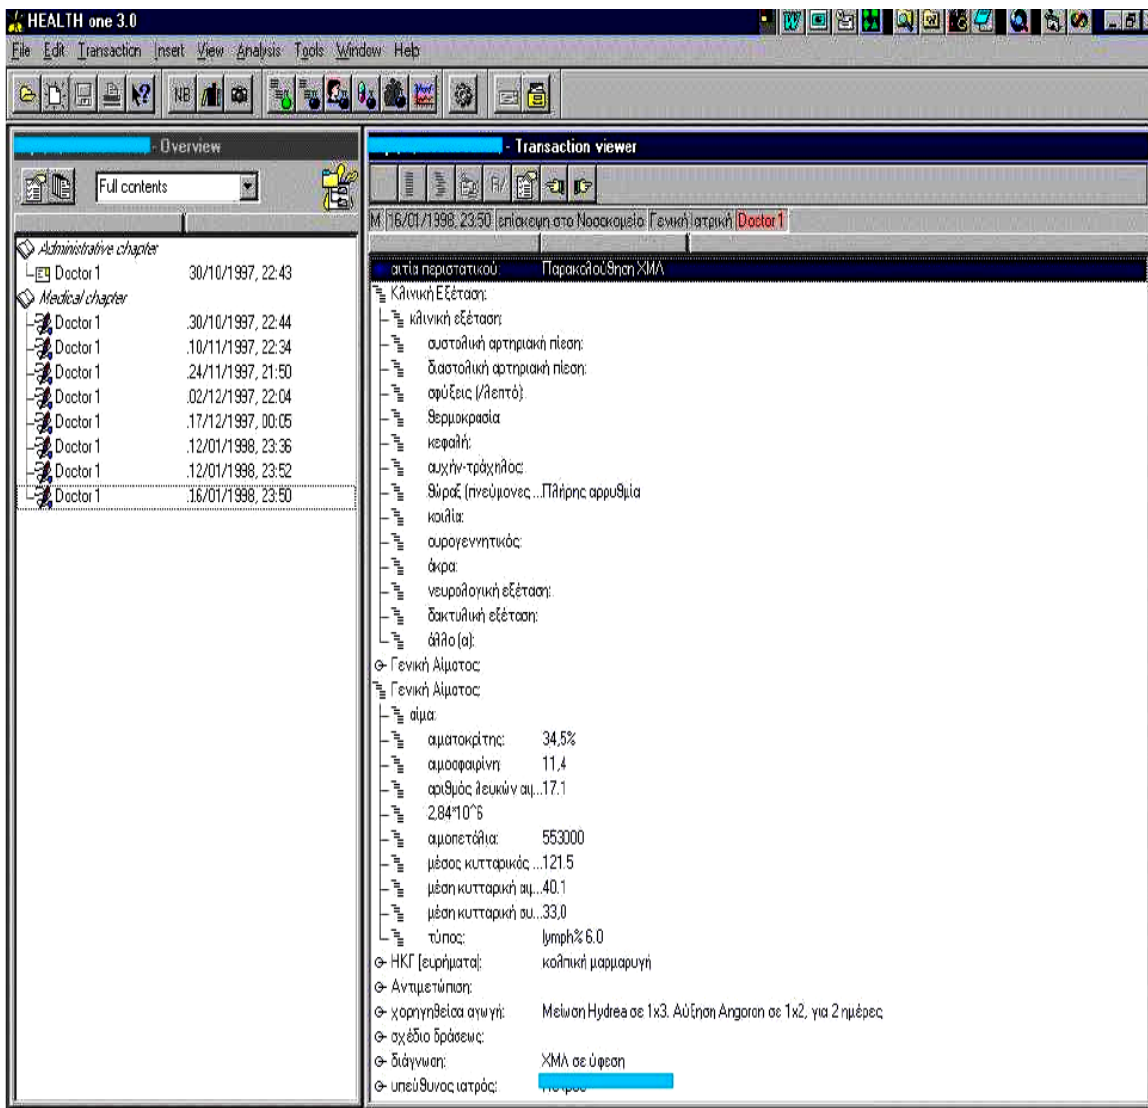 HEALTH one 3.0
File Edit Transaction Insert View Analysis Tools Window Help
NB
- Overview
Full contents
Administrative chapter
Doctor 1 30/10/1997, 22:43
Medical chapter
Doctor 1 .30/10/1997, 22:44
Doctor 1 .10/11/1997, 22:34
Doctor 1 .24/11/1997, 21:50
Doctor 1 .02/12/1997, 22:04
Doctor 1 .17/12/1997, 00:05
Doctor 1 .12/01/1998, 23:36
Doctor 1 .12/01/1998, 23:52
Doctor 1 .16/01/1998, 23:50
- Transaction viewer
M 16/01/1998, 23:50 επίσκεψη στο Νοσοκομείο Γενική Ιατρική Doctor 1
αιτία περιστατικού: Παρακολούθηση ΧΜΛ
Κλινική Εξέταση:
κλινική εξέταση:
συστολική αρτηριακή πίεση:
διαστολική αρτηριακή πίεση:
σφύξεις (/λεπτό):
θερμοκρασία
κεφαλή:
αυχήν-τράχηλος:
θώραξ (πνεύμονες ...Πλήρης αρρυθμία
κοιλία:
ουρογεννητικός:
άκρα:
νευρολογική εξέταση:
δακτυλική εξέταση:
άλλο (α):
Γενική Αίματος:
Γενική Αίματος:
αίμα:
αιματοκρίτης: 34,5%
αιμοσφαιρίνη: 11,4
αριθμός λευκών αιμ...17.1
2,84*10^6
αιμοπετάλια: 553000
μέσος κυτταρικός ...121.5
μέση κυτταρική αιμ...40.1
μέση κυτταρική συ...33,0
τύπος: lymph% 6.0
ΗΚΓ [ευρήματα]: κολπική μαρμαρυγή
Αντιμετώπιση:
χορηγηθείσα αγωγή: Μείωση Hydrea σε 1x3. Αύξηση Angoron σε 1x2, για 2 ημέρες
σχέδιο δράσεως:
διάγνωση: ΧΜΛ σε ύφεση
υπεύθυνος ιατρός: